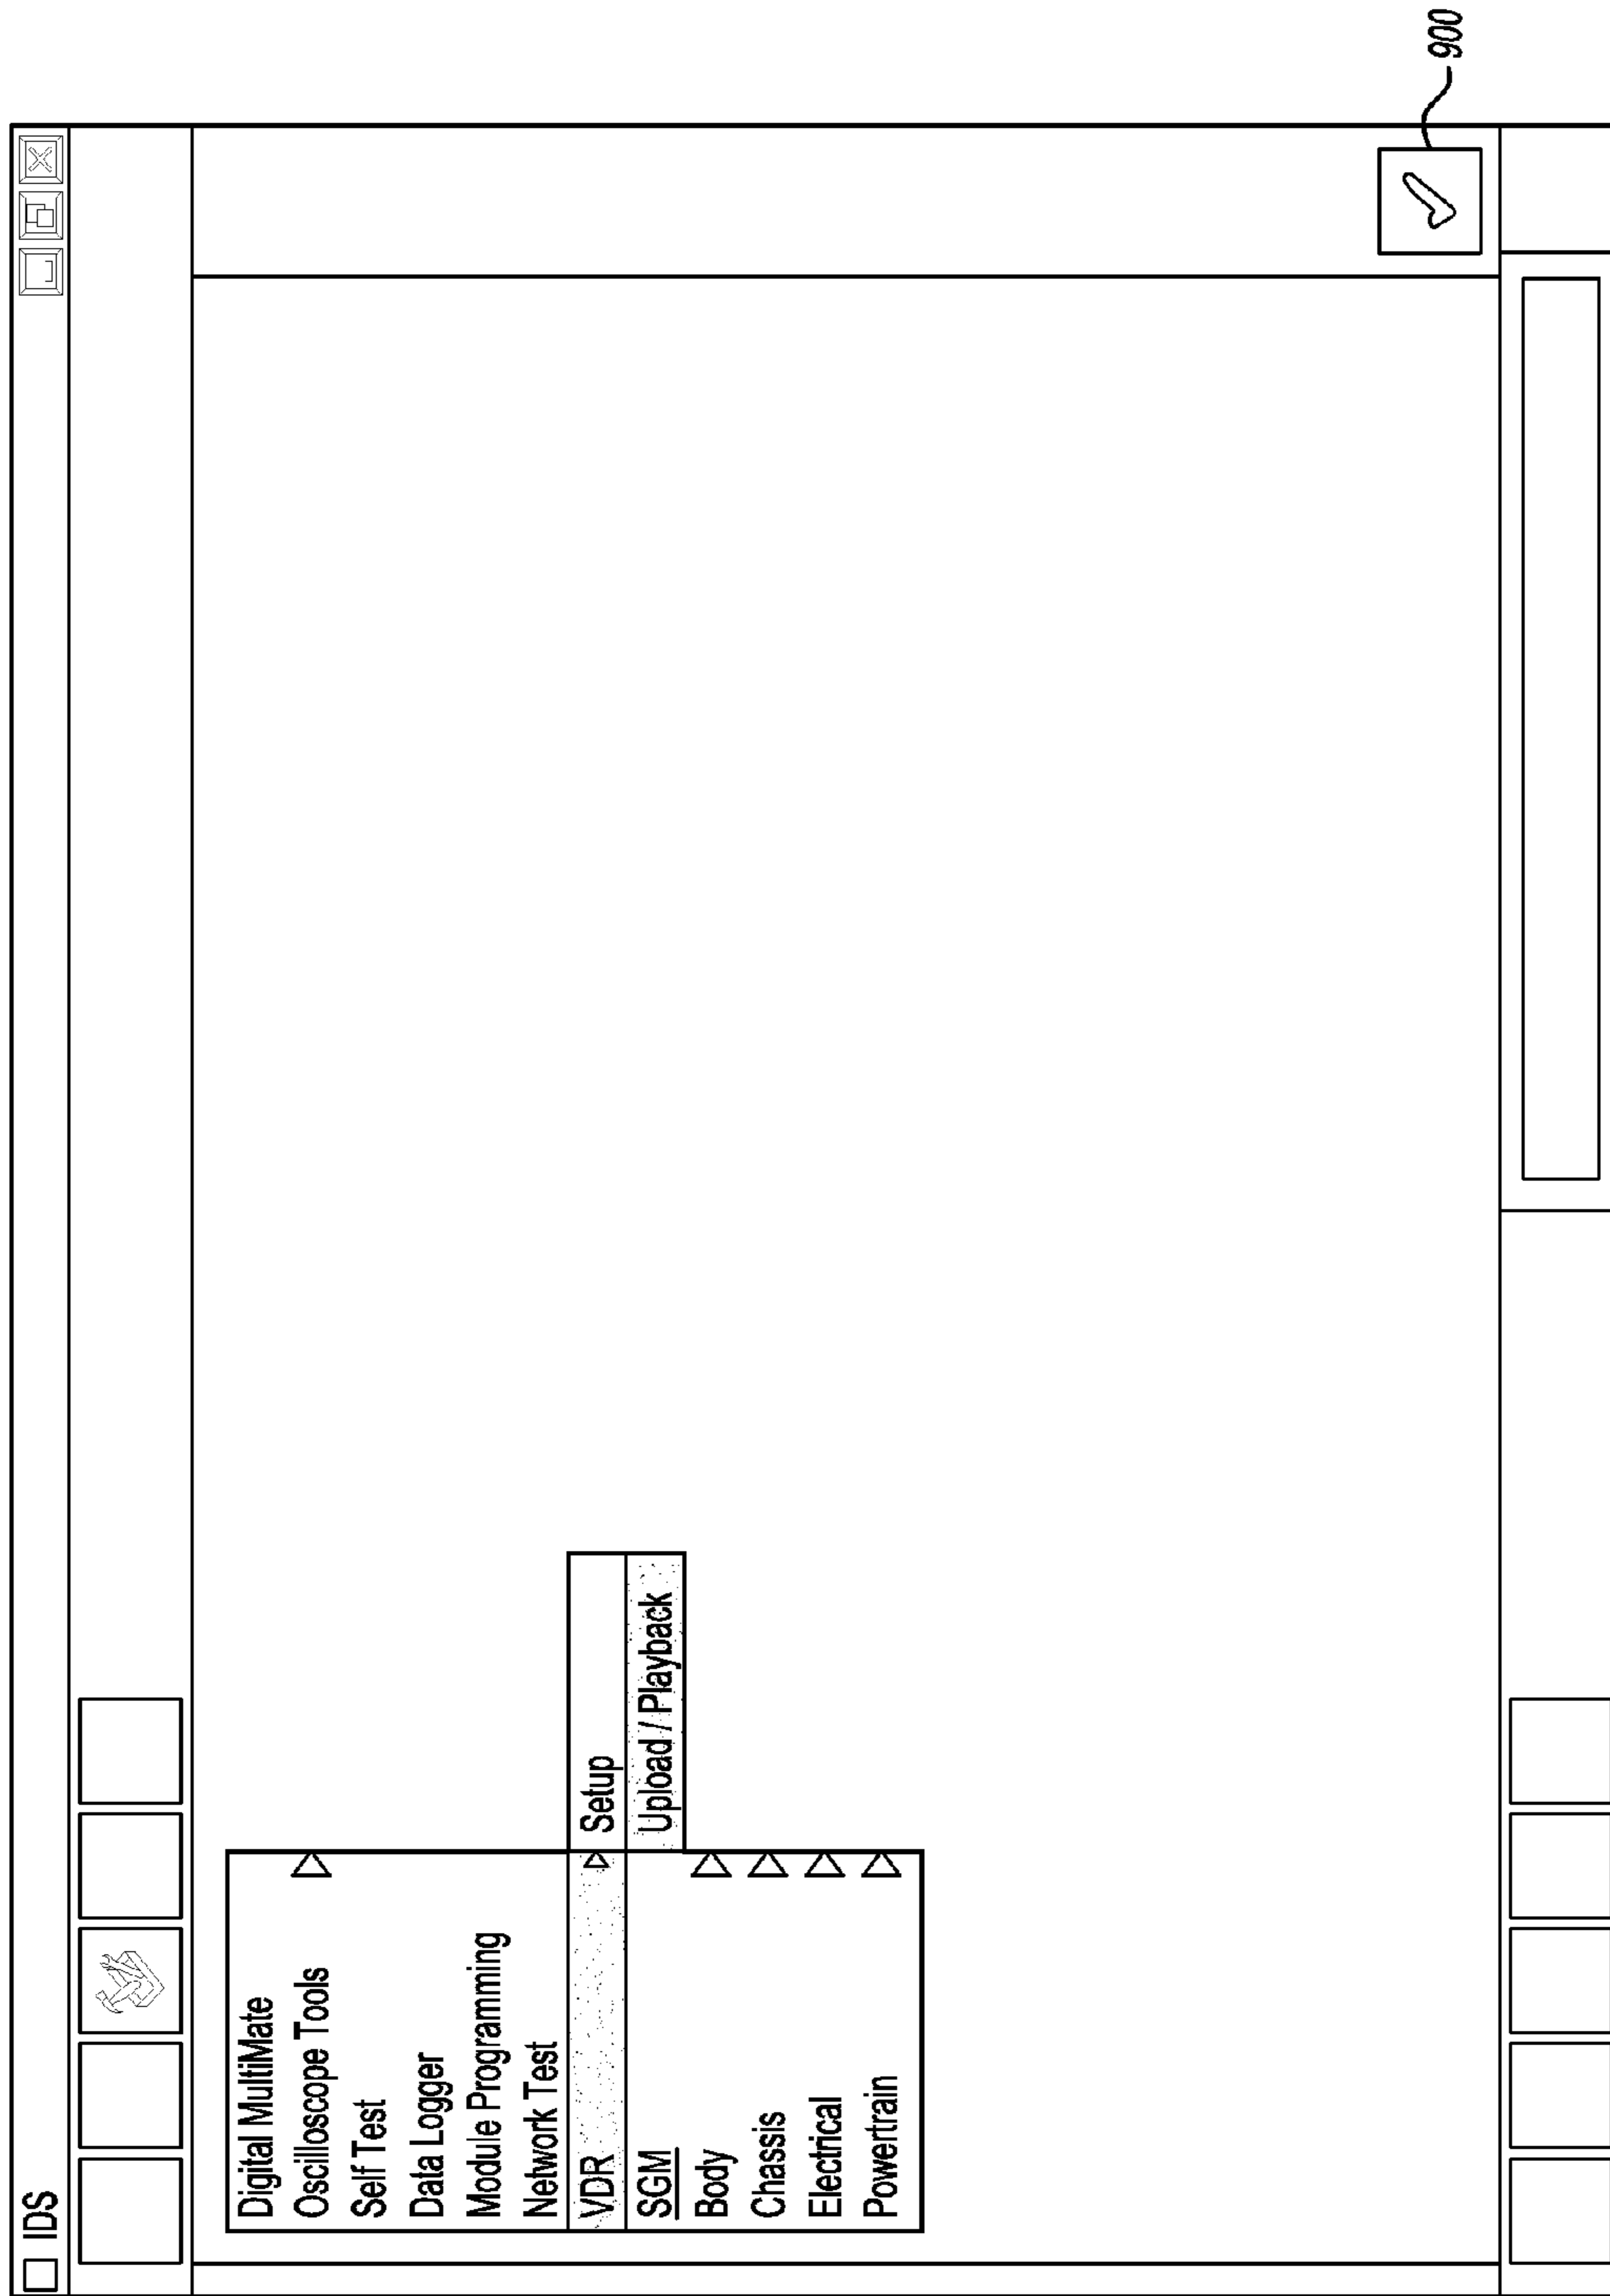 IDS
Digital MultiMate
Oscilloscope Tools
Self Test
Data Logger
Module Programming
Network Test
VDR
Setup
SGM
Upload / Playback
Body
Chassis
Electrical
Powertrain
900